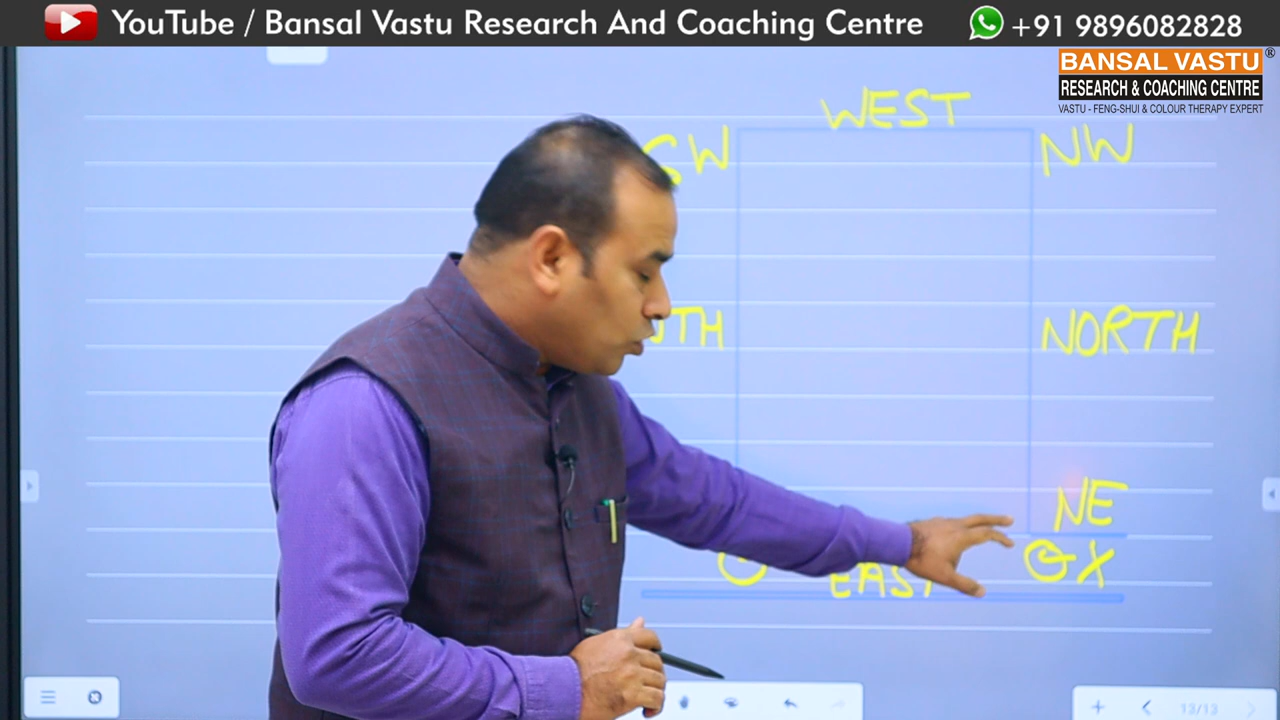 YouTube / Bansal Vastu Research And Coaching Centre +91 9896082828
BANSAL VASTU®
RESEARCH & COACHING CENTRE
VASTU - FENG-SHUI & COLOUR THERAPY EXPERT
WEST
SW NW
NORTH
NE
X
EAST
13/13